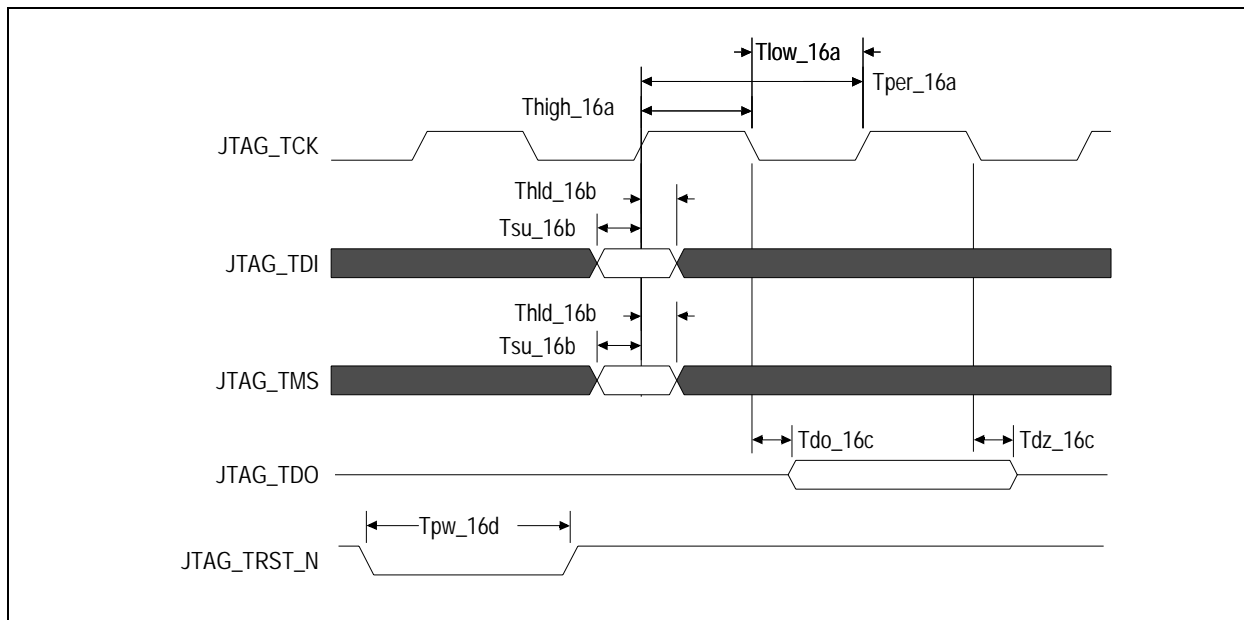 Tlow_16a
Tper_16a
Thigh_16a
JTAG_TCK
Thld_16b
Tsu_16b
JTAG_TDI
Thld_16b
Tsu_16b
JTAG_TMS
Tdo_16c
Tdz_16c
JTAG_TDO
Tpw_16d
JTAG_TRST_N